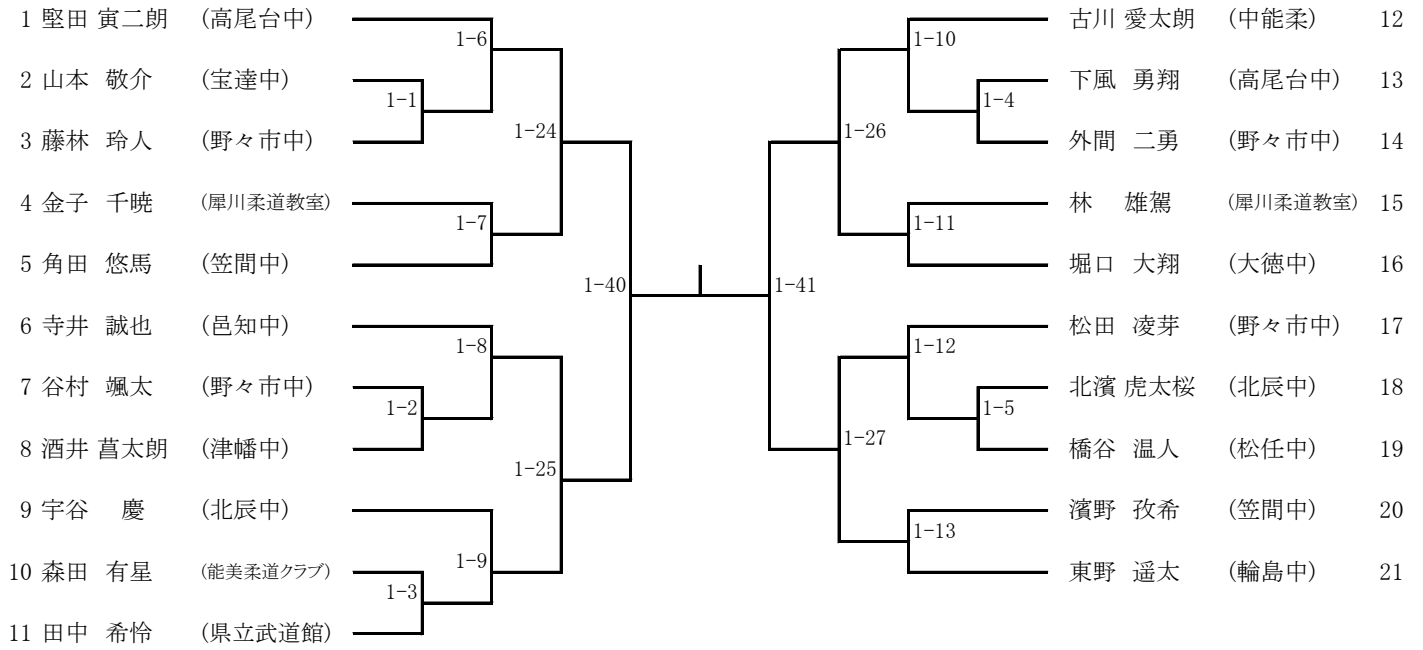 1 堅田 寅二朗 (高尾台中)
1-6
2 山本 敬介 (宝達中)
1-1
3 藤林 玲人 (野々市中)
1-24
4 金子 千暁 (犀川柔道教室)
1-7
5 角田 悠馬 (笠間中)
1-40
6 寺井 誠也 (邑知中)
1-8
7 谷村 颯太 (野々市中)
1-2
8 酒井 菖太朗 (津幡中)
1-25
9 宇谷 慶 (北辰中)
1-9
10 森田 有星 (能美柔道クラブ)
1-3
11 田中 希怜 (県立武道館)
古川 愛太朗 (中能柔) 12
1-10
下風 勇翔 (高尾台中) 13
1-4
外間 二勇 (野々市中) 14
1-26
林 雄駕 (犀川柔道教室) 15
1-11
堀口 大翔 (大徳中) 16
1-41
松田 凌芽 (野々市中) 17
1-12
北濱 虎太桜 (北辰中) 18
1-5
橋谷 温人 (松任中) 19
1-27
濱野 孜希 (笠間中) 20
1-13
東野 遥太 (輪島中) 21